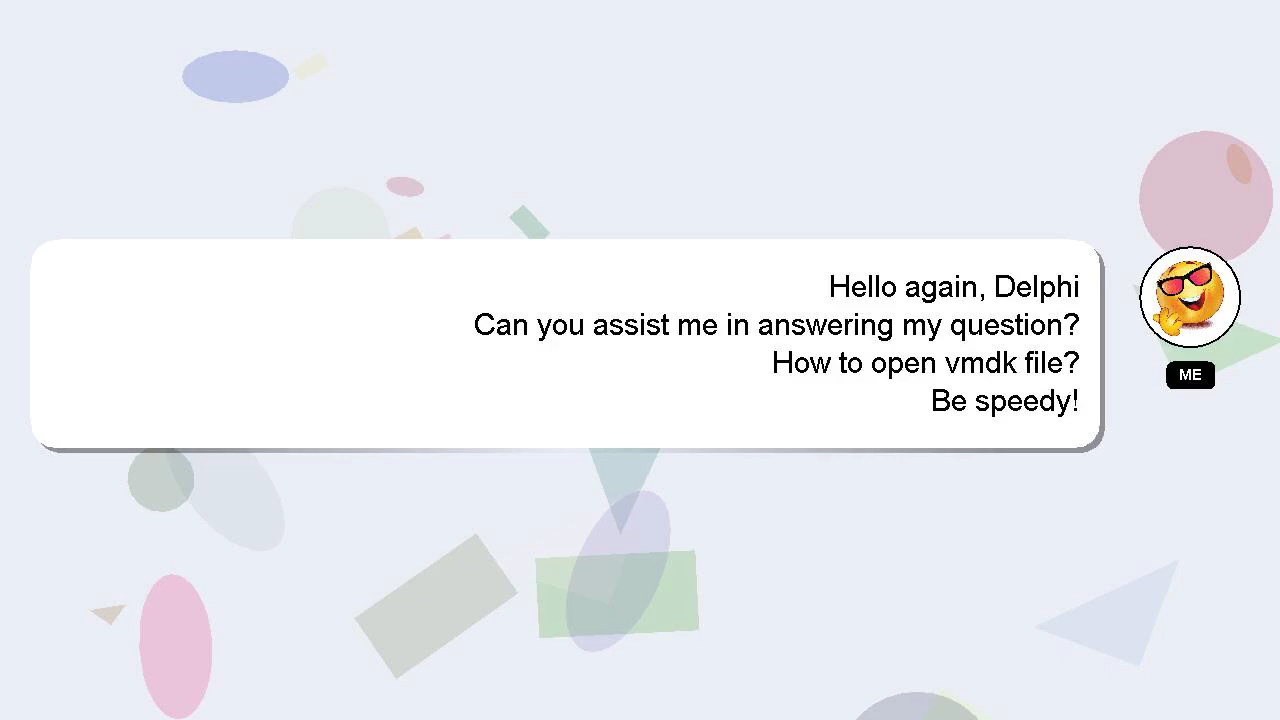 Hello again, Delphi
Can you assist me in answering my question?
How to open vmdk file?
Be speedy!
ME